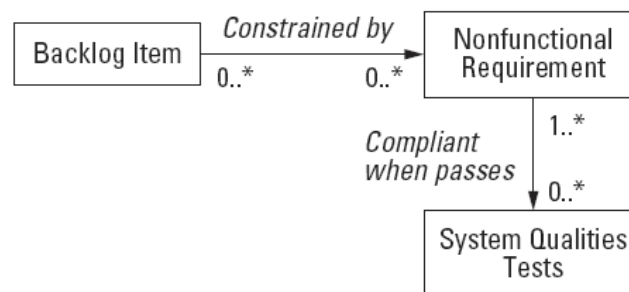 Constrained by
Backlog Item
Nonfunctional
Requirement
0..*
0..*
1..*
Compliant
when passes
0..*
System Qualities
Tests